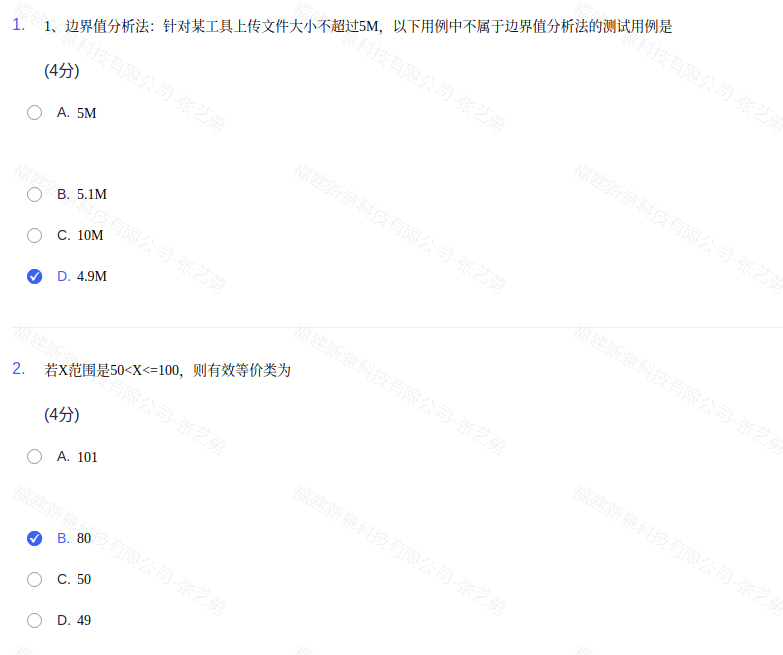 1. 1、边界值分析法：针对某工具上传文件大小不超过5M，以下用例中不属于边界值分析法的测试用例是
(4分)
A. 5M
B. 5.1M
C. 10M
D. 4.9M
2. 若X范围是50<X<=100，则有效等价类为
(4分)
A. 101
B. 80
C. 50
D. 49
福建新意科技有限公司-张艺勇